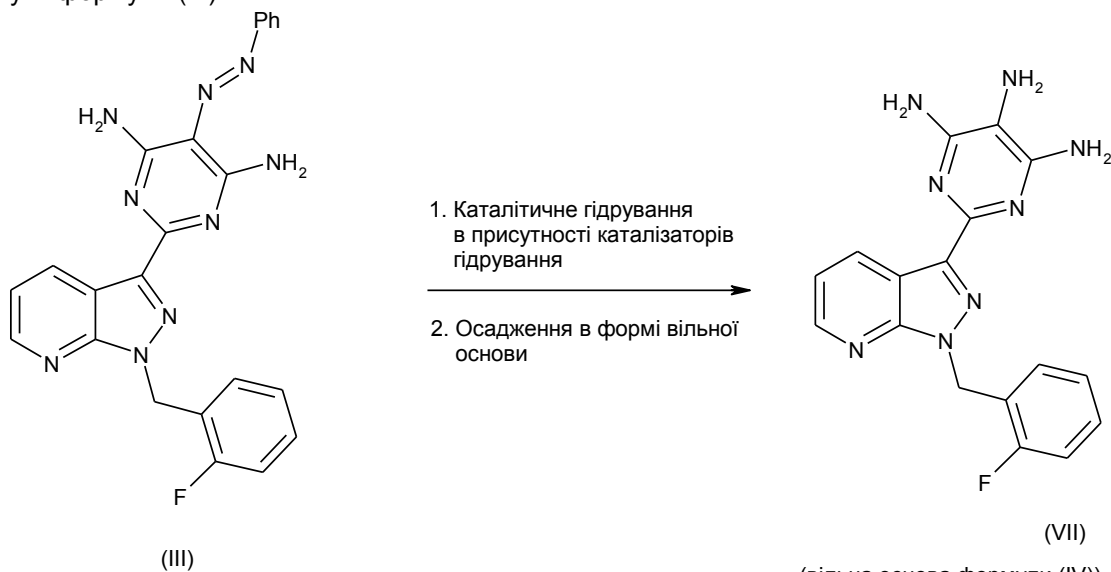 Ph
N
N
H2N
NH2
N
N
N
N
N
F
(III)
1. Каталітичне гідрування
в присутності каталізаторів
гідрування
2. Осадження в формі вільної
основи
NH2
H2N
NH2
N
N
N
N
N
F
(VII)